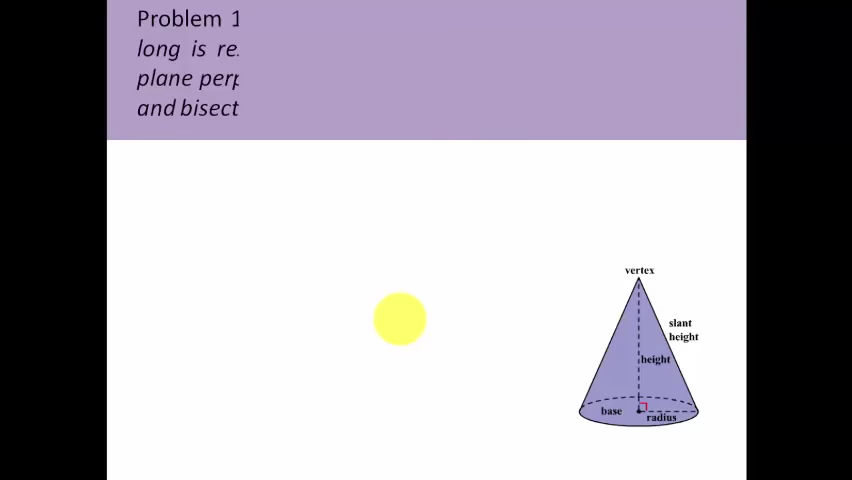 Problem 1
long is re
plane perp
and bisect
vertex
slant
height
height
base
radius